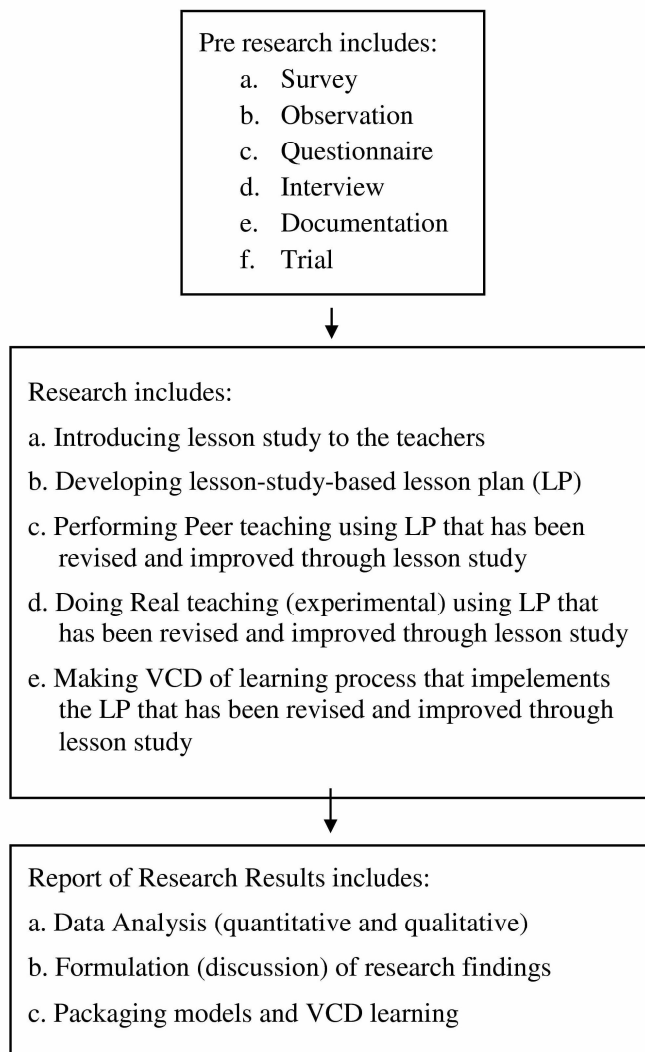 Pre research includes:
a. Survey
b. Observation
c. Questionnaire
d. Interview
e. Documentation
f. Trial
Research includes:
a. Introducing lesson study to the teachers
b. Developing lesson-study-based lesson plan (LP)
c. Performing Peer teaching using LP that has been
revised and improved through lesson study
d. Doing Real teaching (experimental) using LP that
has been revised and improved through lesson study
e. Making VCD of learning process that impelements
the LP that has been revised and improved through
lesson study
Report of Research Results includes:
a. Data Analysis (quantitative and qualitative)
b. Formulation (discussion) of research findings
c. Packaging models and VCD learning